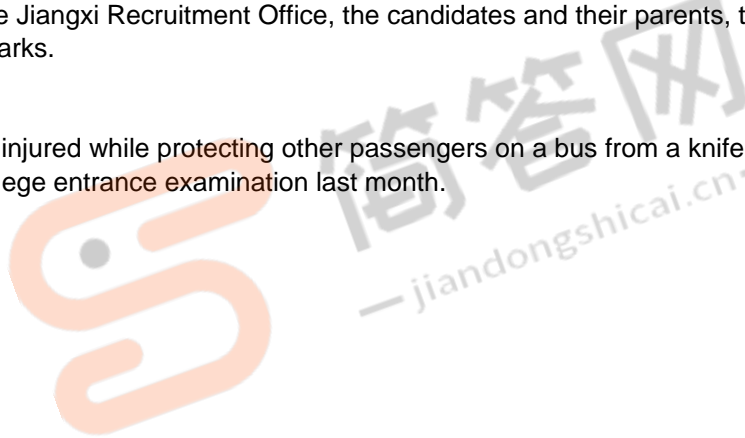 e Jiangxi Recruitment Office, the candidates and their parents, t
arks.
injured while protecting other passengers on a bus from a knife
lege entrance examination last month.
简答网
jiandongshicai.cn